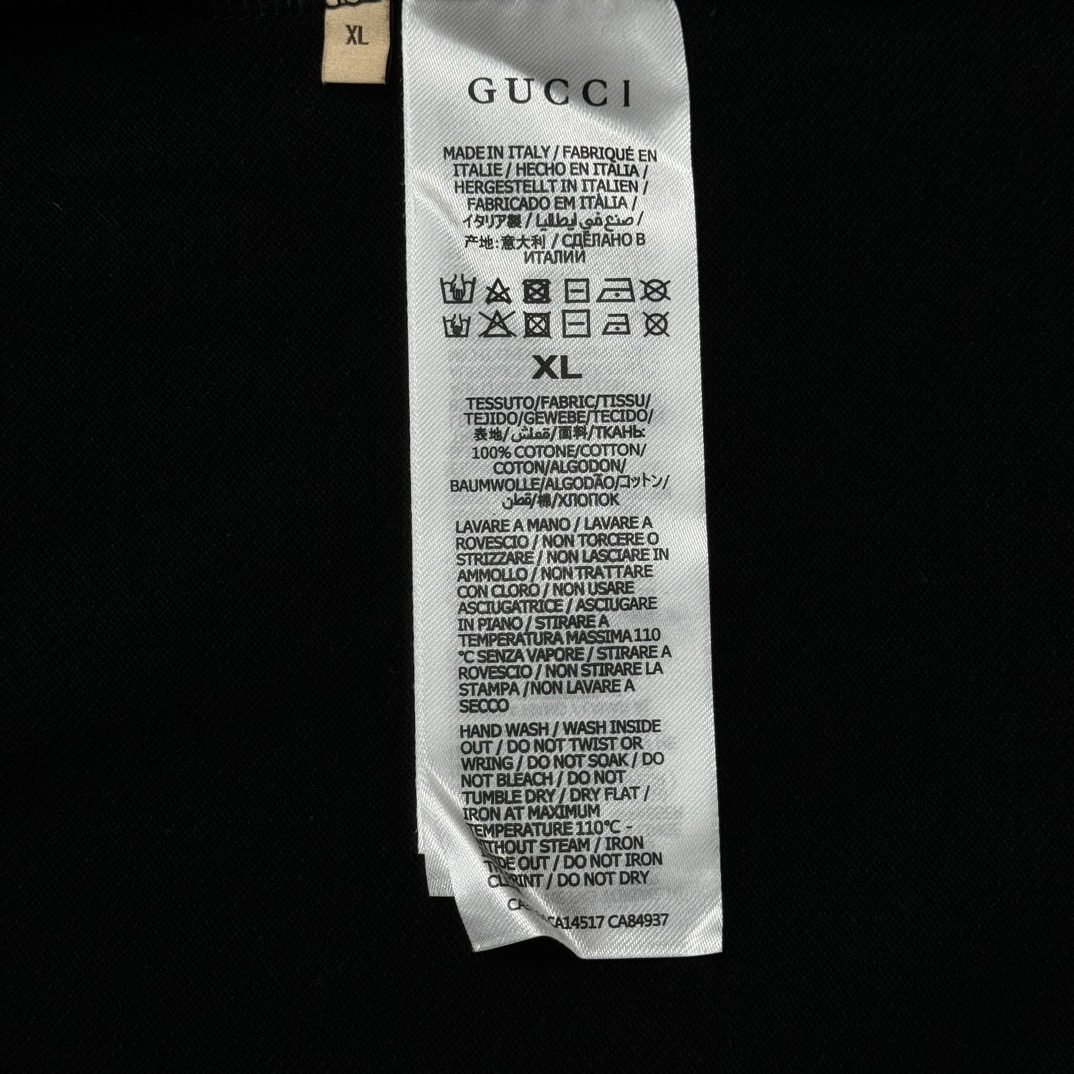 XL
GUCCI
MADE IN ITALY / FABRIQUÉ EN
ITALIE / HECHO EN ITALIA /
HERGESTELLT IN ITALIEN /
FABRICADO EM ITÀLIA /
イタリア製 / صنع في ايطاليا /
产地:意大利 / СДЕЛАНО В
ИТАЛИИ
XL
TESSUTO/FABRIC/TISSU/
TEJIDO/GEWEBE/TECIDO/
表地/قماش/面料/ТКАНЬ:
100% COTONE/COTTON/
COTON/ALGODON/
BAUMWOLLE/ALGODÃO/コットン/
قطن/棉/ХЛОПОК
LAVARE A MANO / LAVARE A
ROVESCIO / NON TORCERE O
STRIZZARE / NON LASCIARE IN
AMMOLLO / NON TRATTARE
CON CLORO / NON USARE
ASCIUGATRICE / ASCIUGARE
IN PIANO / STIRARE A
TEMPERATURA MASSIMA 110
°C SENZA VAPORE / STIRARE A
ROVESCIO / NON STIRARE LA
STAMPA / NON LAVARE A
SECCO
HAND WASH / WASH INSIDE
OUT / DO NOT TWIST OR
WRING / DO NOT SOAK / DO
NOT BLEACH / DO NOT
TUMBLE DRY / DRY FLAT /
IRON AT MAXIMUM
TEMPERATURE 110°C -
WITHOUT STEAM / IRON
OUT / DO NOT IRON
/ DO NOT DRY
CA14517 CA84937